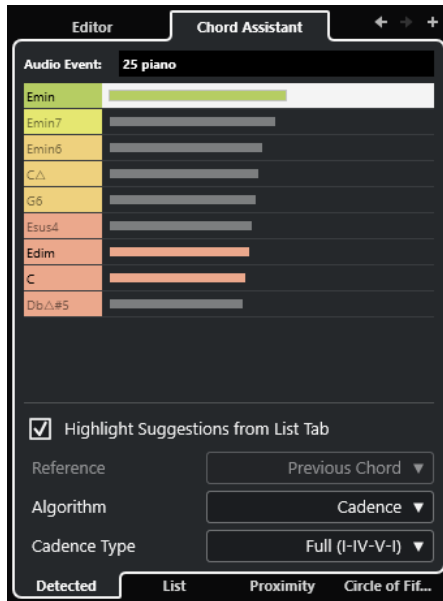 Editor Chord Assistant
Audio Event: 25 piano
Emin
Emin7
Emin6
C△
G6
Esus4
Edim
C
Db△#5
Highlight Suggestions from List Tab
Reference Previous Chord ▼
Algorithm Cadence ▼
Cadence Type Full (I-IV-V-I) ▼
Detected List Proximity Circle of Fif...